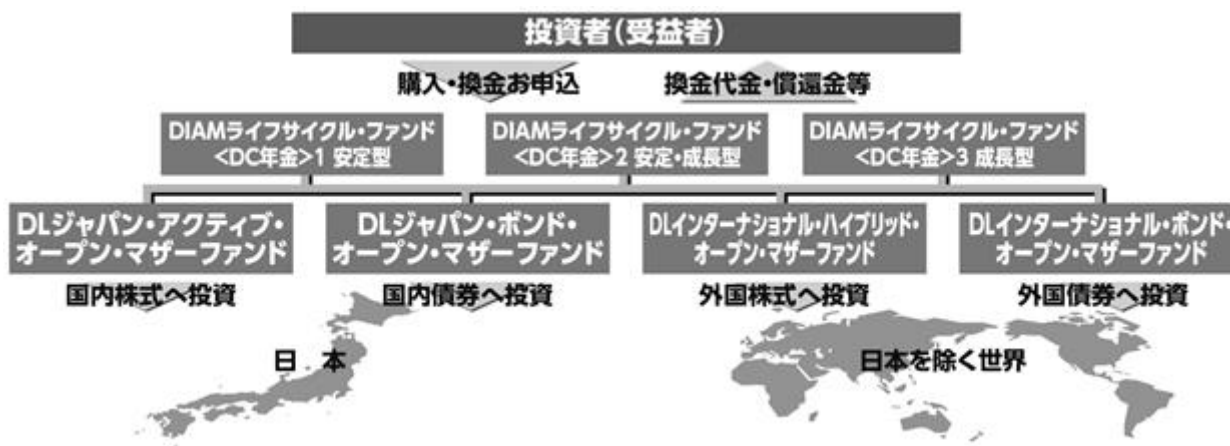 投資者(受益者)
購入・換金お申込
換金代金・償還金等
DIAMライフサイクル・ファンド
<DC年金>1 安定型
DIAMライフサイクル・ファンド
<DC年金>2 安定・成長型
DIAMライフサイクル・ファンド
<DC年金>3 成長型
DLジャパン・アクティブ・
オープン・マザーファンド
DLジャパン・ボンド・
オープン・マザーファンド
DLインターナショナル・ハイブリッド・
オープン・マザーファンド
DLインターナショナル・ボンド・
オープン・マザーファンド
国内株式へ投資
国内債券へ投資
外国株式へ投資
外国債券へ投資
日 本
日本を除く世界